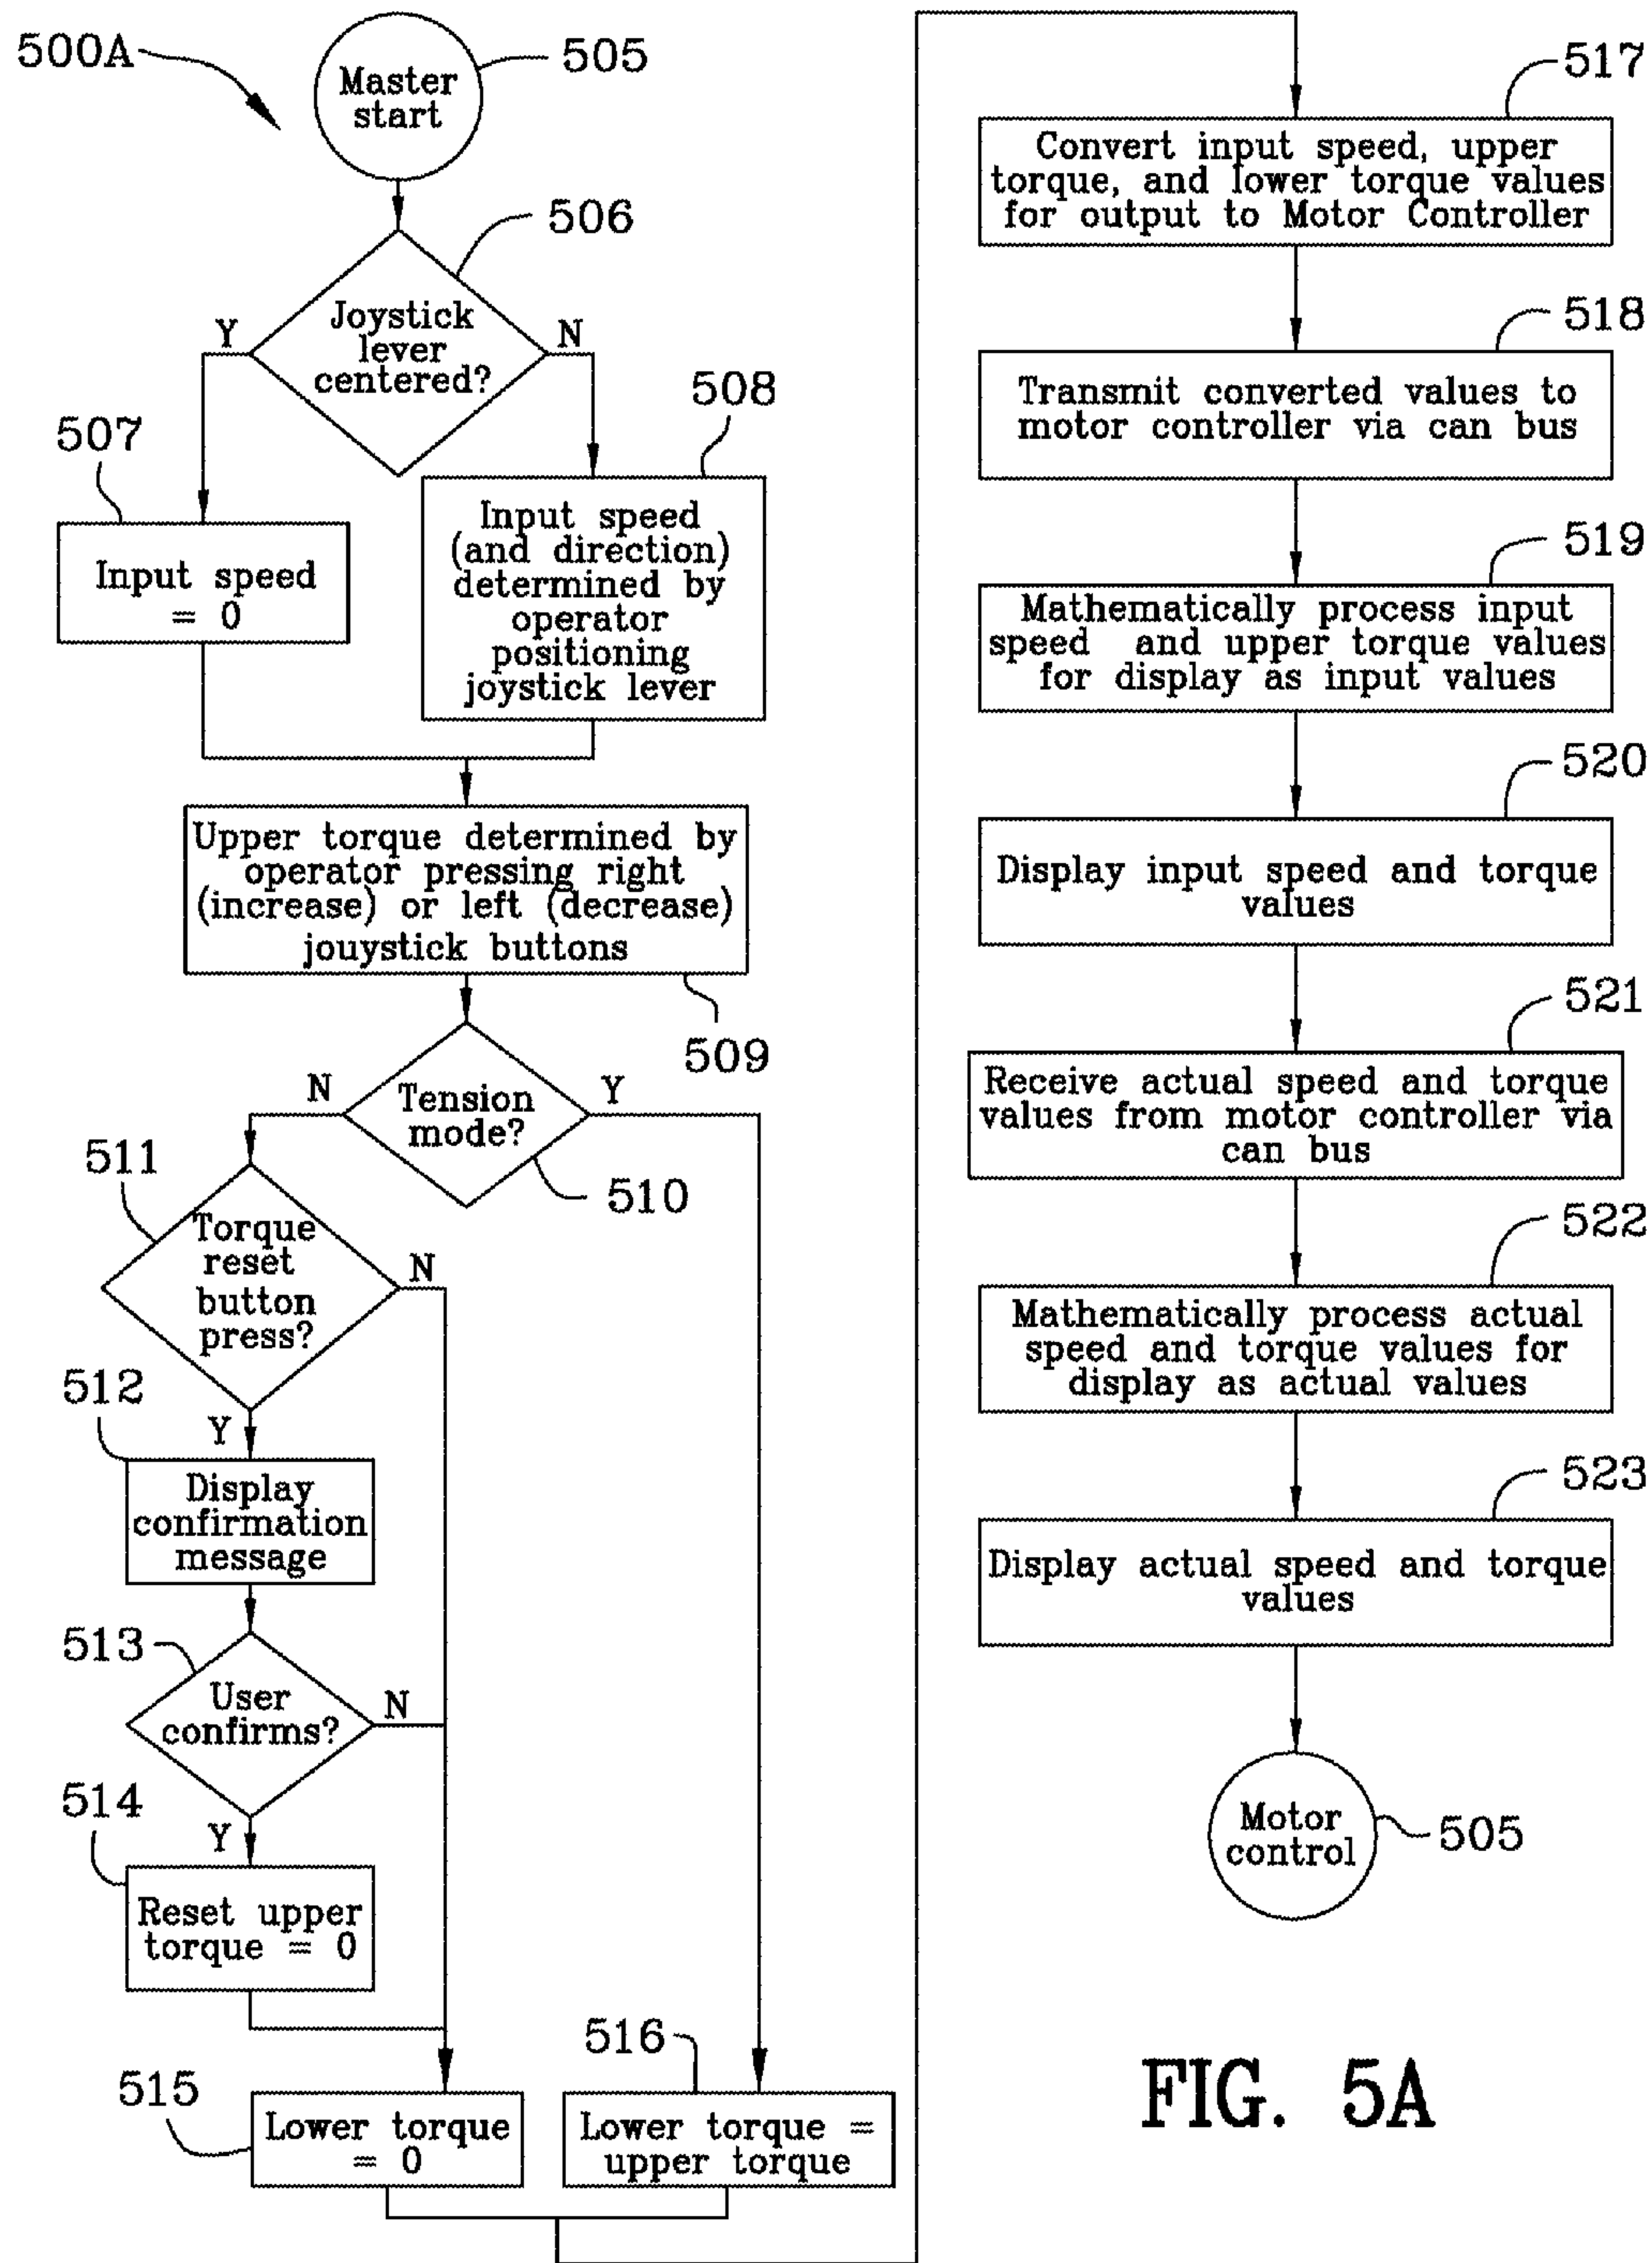 500A
Master
start
505
506
Joystick
lever
centered?
Y
N
507
Input speed
= 0
508
Input speed
(and direction)
determined by
operator
positioning
joystick lever
Upper torque determined by
operator pressing right
(increase) or left (decrease)
jouystick buttons
509
Tension
mode?
N
Y
510
511
Torque
reset
button
press?
N
Y
512
Display
confirmation
message
513
User
confirms?
N
Y
514
Reset upper
torque = 0
515
Lower torque
= 0
516
Lower torque =
upper torque
517
Convert input speed, upper
torque, and lower torque values
for output to Motor Controller
518
Transmit converted values to
motor controller via can bus
519
Mathematically process input
speed and upper torque values
for display as input values
520
Display input speed and torque
values
521
Receive actual speed and torque
values from motor controller via
can bus
522
Mathematically process actual
speed and torque values for
display as actual values
523
Display actual speed and torque
values
Motor
control
505
FIG. 5A